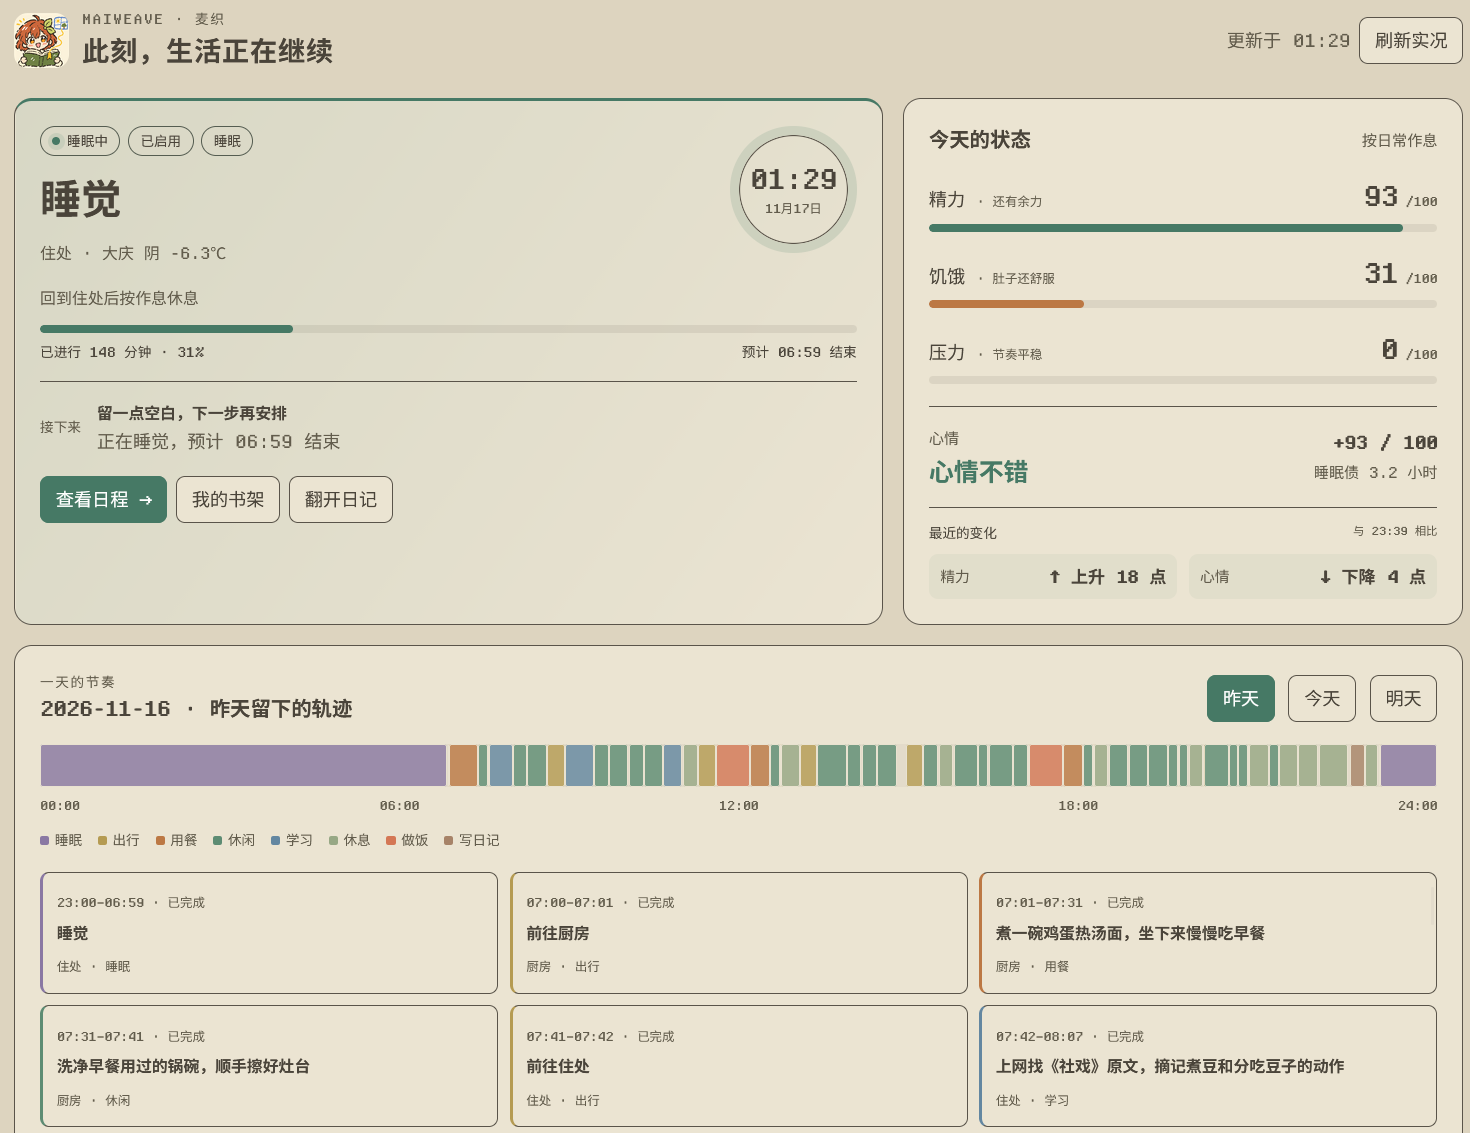 MAIWEAVE · 麦织
此刻，生活正在继续
更新于 01:29
刷新实况
睡眠中
已启用
睡眠
睡觉
住处 · 大庆 阴 -6.3℃
回到住处后按作息休息
01:29
11月17日
已进行 148 分钟 · 31%
预计 06:59 结束
接下来
留一点空白，下一步再安排
正在睡觉，预计 06:59 结束
查看日程 →
我的书架
翻开日记
今天的状态
按日常作息
精力 · 还有余力
93 /100
饥饿 · 肚子还舒服
31 /100
压力 · 节奏平稳
0 /100
心情
心情不错
+93 / 100
睡眠债 3.2 小时
最近的变化
与 23:39 相比
精力
↑ 上升 18 点
心情
↓ 下降 4 点
一天的节奏
2026-11-16 · 昨天留下的轨迹
昨天
今天
明天
00:00
06:00
12:00
18:00
24:00
睡眠
出行
用餐
休闲
学习
休息
做饭
写日记
23:00–06:59 · 已完成
睡觉
住处 · 睡眠
07:00–07:01 · 已完成
前往厨房
厨房 · 出行
07:01–07:31 · 已完成
煮一碗鸡蛋热汤面，坐下来慢慢吃早餐
厨房 · 用餐
07:31–07:41 · 已完成
洗净早餐用过的锅碗，顺手擦好灶台
厨房 · 休闲
07:41–07:42 · 已完成
前往住处
住处 · 出行
07:42–08:07 · 已完成
上网找《社戏》原文，摘记煮豆和分吃豆子的动作
住处 · 学习